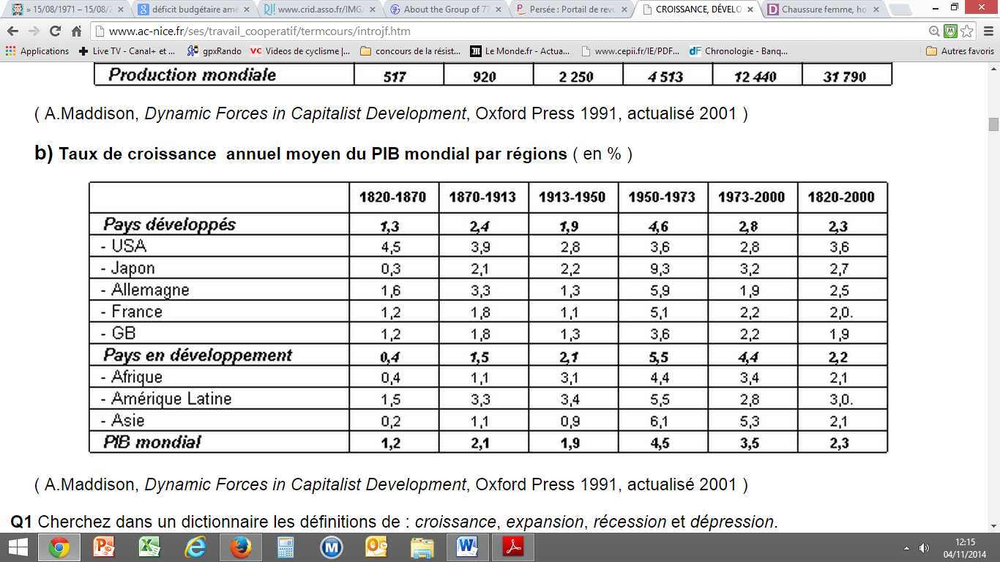 » 15/08/1971 – 15/08/2
déficit budgétaire amé
www.crid.asso.fr/IMG/
About the Group of 77
Persée : Portail de revu
CROISSANCE, DÉVELO
Chaussure femme, ho
www.ac-nice.fr/ses/travail_cooperatif/termcours/introjf.htm
Applications Live TV - Canal+ et ... gpxRando Videos de cyclisme |... concours de la résist... Le Monde.fr - Actua... www.cepii.fr/IE/PDF... Chronologie - Banq... Autres favoris
Production mondiale 517 920 2 250 4 513 12 440 31 790
( A.Maddison, Dynamic Forces in Capitalist Development, Oxford Press 1991, actualisé 2001 )
b) Taux de croissance annuel moyen du PIB mondial par régions ( en % )
1820-1870 1870-1913 1913-1950 1950-1973 1973-2000 1820-2000
Pays développés 1,3 2,4 1,9 4,6 2,8 2,3
- USA 4,5 3,9 2,8 3,6 2,8 3,6
- Japon 0,3 2,1 2,2 9,3 3,2 2,7
- Allemagne 1,6 3,3 1,3 5,9 1,9 2,5
- France 1,2 1,8 1,1 5,1 2,2 2,0.
- GB 1,2 1,8 1,3 3,6 2,2 1,9
Pays en développement 0,4 1,5 2,1 5,5 4,4 2,2
- Afrique 0,4 1,1 3,1 4,4 3,4 2,1
- Amérique Latine 1,5 3,3 3,4 5,5 2,8 3,0.
- Asie 0,2 1,1 0,9 6,1 5,3 2,1
PIB mondial 1,2 2,1 1,9 4,5 3,5 2,3
( A.Maddison, Dynamic Forces in Capitalist Development, Oxford Press 1991, actualisé 2001 )
Q1 Cherchez dans un dictionnaire les définitions de : croissance, expansion, récession et dépression.
12:15
04/11/2014